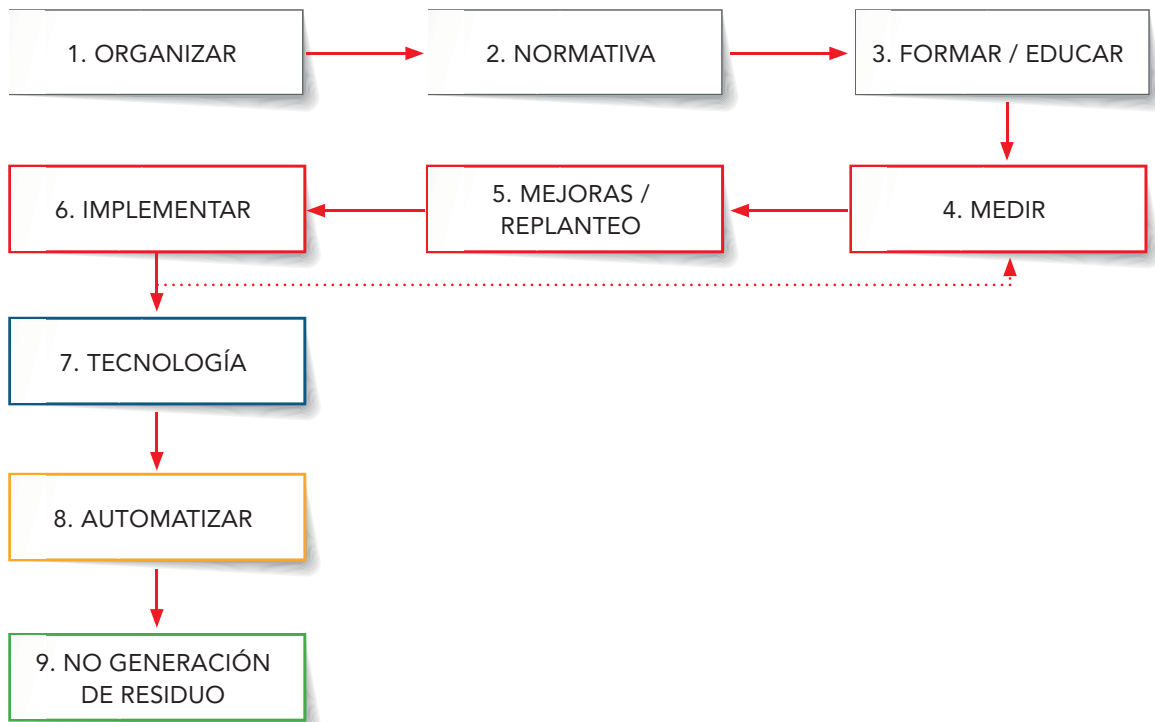 1. ORGANIZAR
2. NORMATIVA
3. FORMAR / EDUCAR
4. MEDIR
5. MEJORAS /
REPLANTEO
6. IMPLEMENTAR
7. TECNOLOGÍA
8. AUTOMATIZAR
9. NO GENERACIÓN
DE RESIDUO